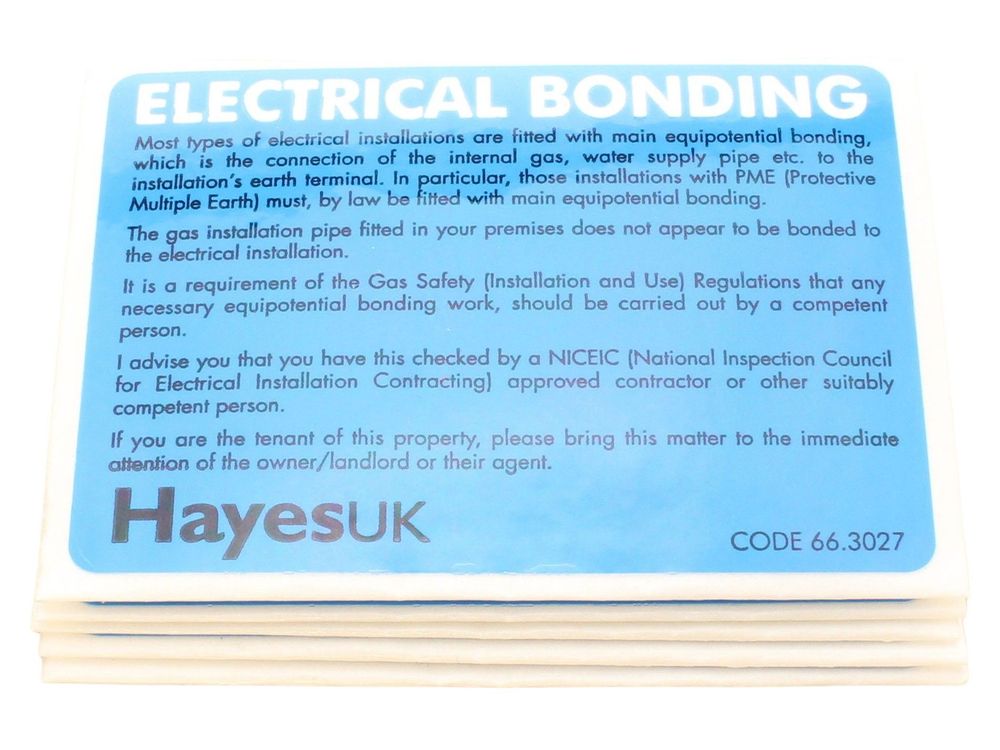 ELECTRICAL BONDING
Most types of electrical installations are fitted with main equipotential bonding,
which is the connection of the internal gas, water supply pipe etc. to the
installation's earth terminal. In particular, those installations with PME (Protective
Multiple Earth) must, by law be fitted with main equipotential bonding.
The gas installation pipe fitted in your premises does not appear to be bonded to
the electrical installation.
It is a requirement of the Gas Safety (Installation and Use) Regulations that any
necessary equipotential bonding work, should be carried out by a competent
person.
I advise you that you have this checked by a NICEIC (National Inspection Council
for Electrical Installation Contracting) approved contractor or other suitably
competent person.
If you are the tenant of this property, please bring this matter to the immediate
attention of the owner/landlord or their agent.
HayesUK
CODE 66.3027